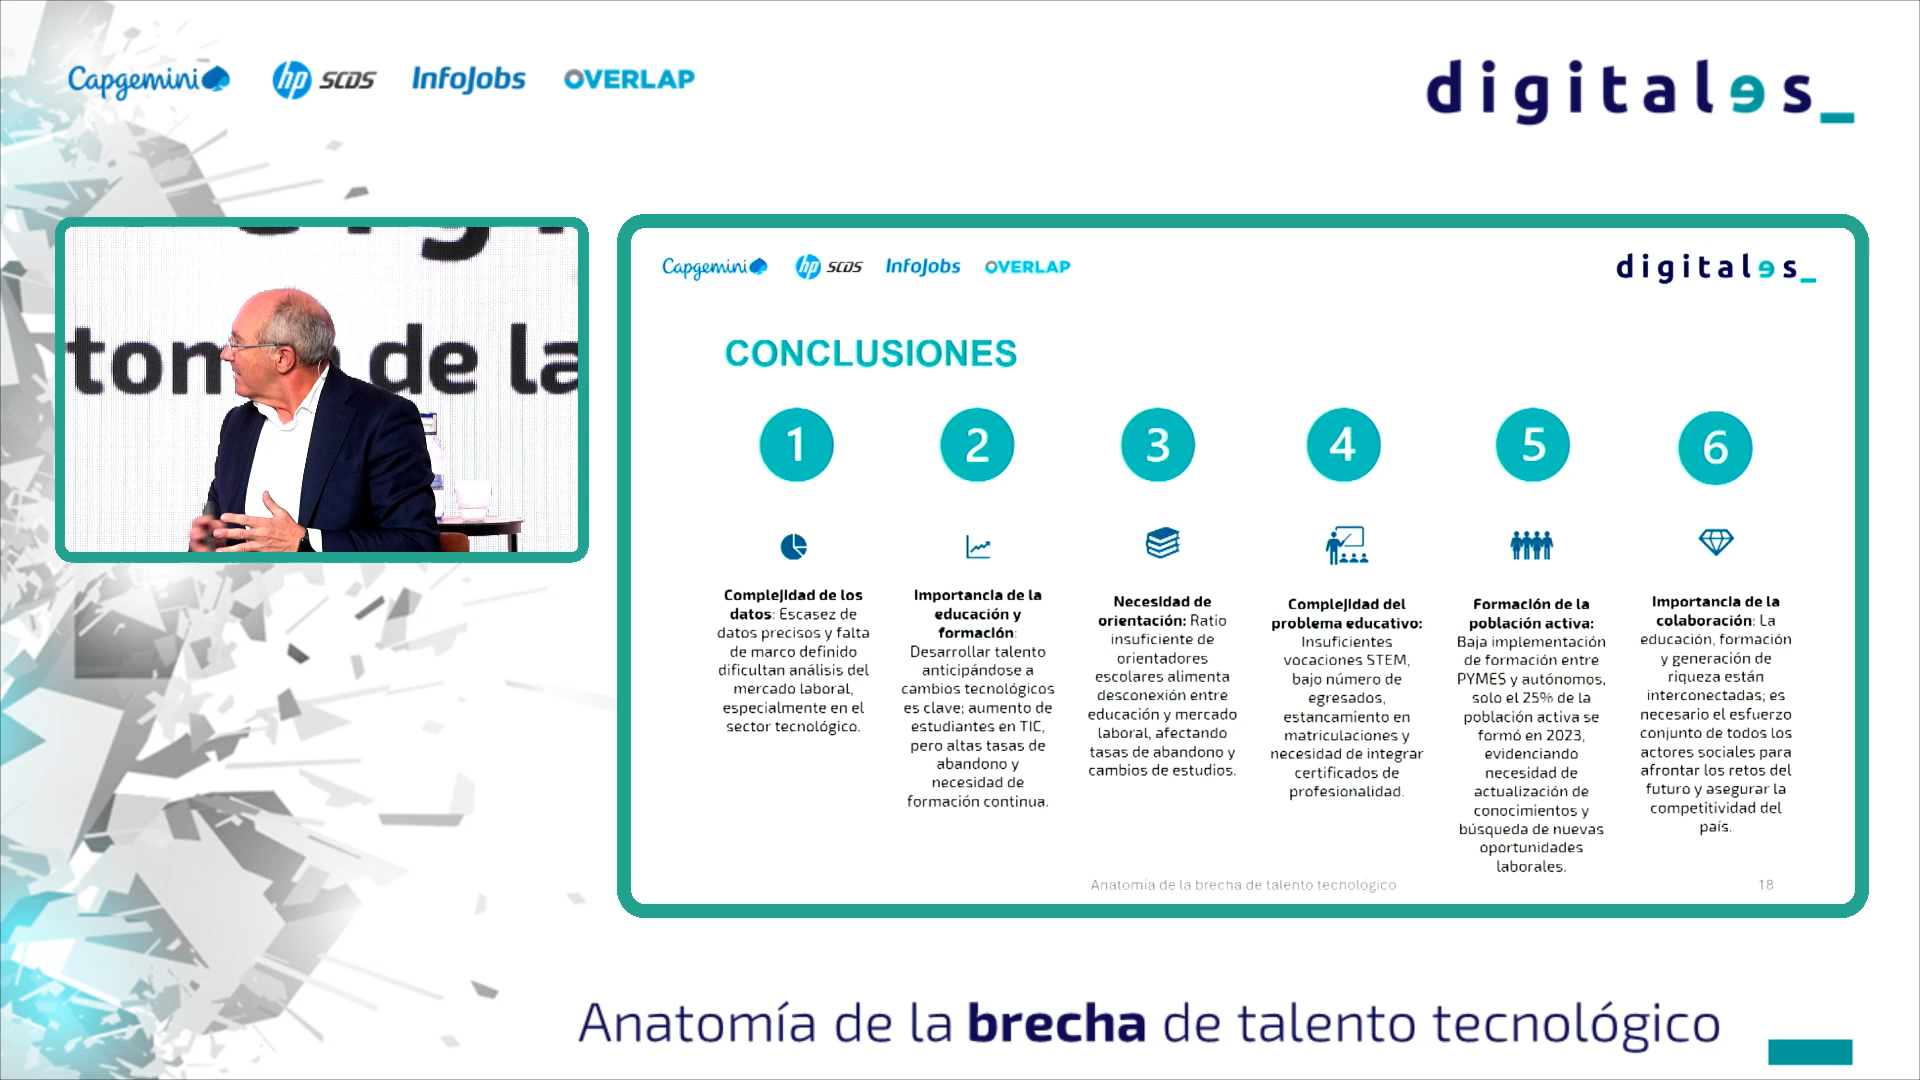 Capgemini
hp SCDS
InfoJobs
OVERLAP
digitales_
tom de la
Capgemini
hp SCDS
InfoJobs
OVERLAP
digitales_
CONCLUSIONES
1
2
3
4
5
6
Complejidad de los
datos: Escasez de
datos precisos y falta
de marco definido
dificultan análisis del
mercado laboral,
especialmente en el
sector tecnológico.
Importancia de la
educación y
formación:
Desarrollar talento
anticipándose a
cambios tecnológicos
es clave; aumento de
estudiantes en TIC,
pero altas tasas de
abandono y
necesidad de
formación continua.
Necesidad de
orientación: Ratio
insuficiente de
orientadores
escolares alimenta
desconexión entre
educación y mercado
laboral, afectando
tasas de abandono y
cambios de estudios.
Complejidad del
problema educativo:
Insuficientes
vocaciones STEM,
bajo número de
egresados,
estancamiento en
matriculaciones y
necesidad de integrar
certificados de
profesionalidad.
Formación de la
población activa:
Baja implementación
de formación entre
PYMES y autónomos,
solo el 25% de la
población activa se
formó en 2023,
evidenciando
necesidad de
actualización de
conocimientos y
búsqueda de nuevas
oportunidades
laborales.
Importancia de la
colaboración: La
educación, formación
y generación de
riqueza están
interconectadas; es
necesario el esfuerzo
conjunto de todos los
actores sociales para
afrontar los retos del
futuro y asegurar la
competitividad del
país.
Anatomía de la brecha de talento tecnológico
18
Anatomía de la brecha de talento tecnológico